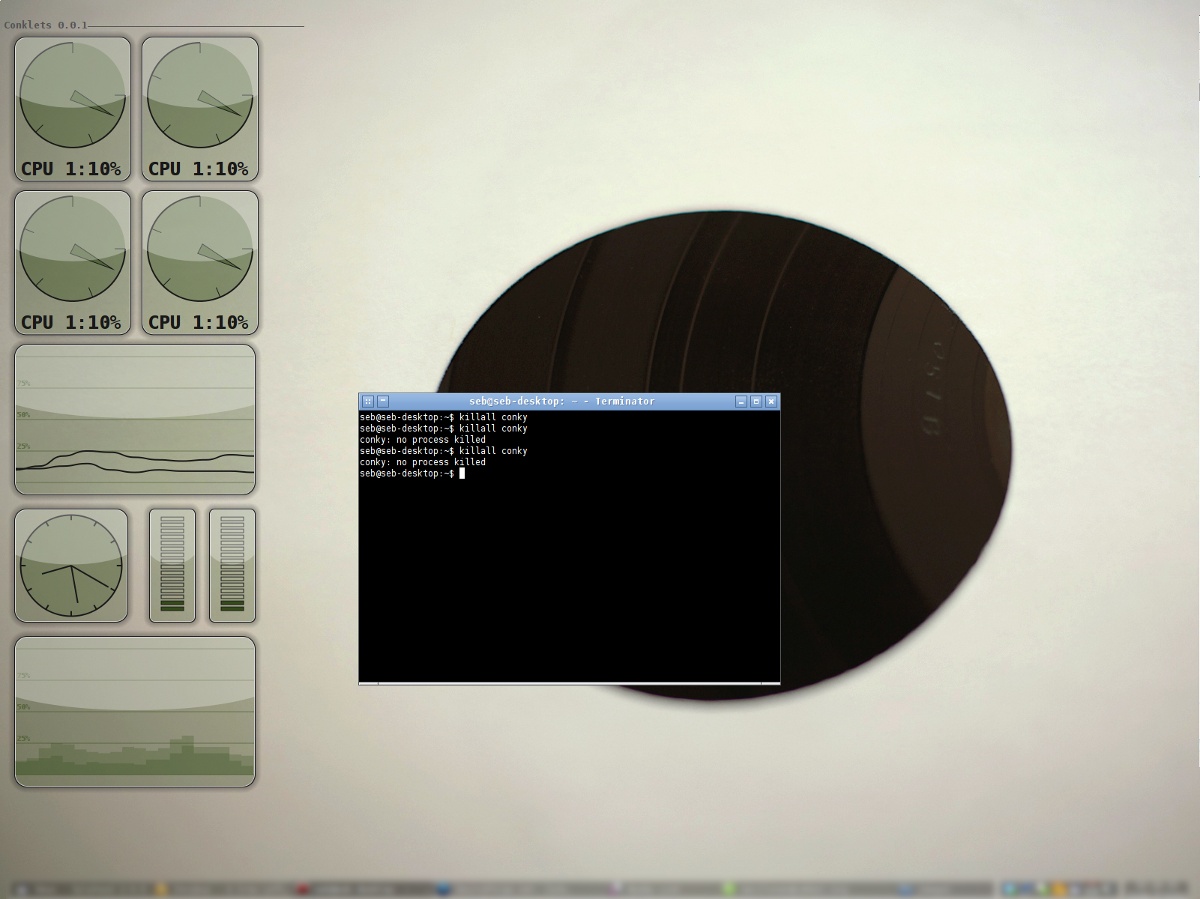 Conklets 0.0.1
CPU 1:10%
CPU 1:10%
CPU 1:10%
CPU 1:10%
75%
50%
25%
seb@seb-desktop: ~ - Terminator
seb@seb-desktop:~$ killall conky
seb@seb-desktop:~$ killall conky
conky: no process killed
seb@seb-desktop:~$ killall conky
conky: no process killed
seb@seb-desktop:~$
75%
50%
25%